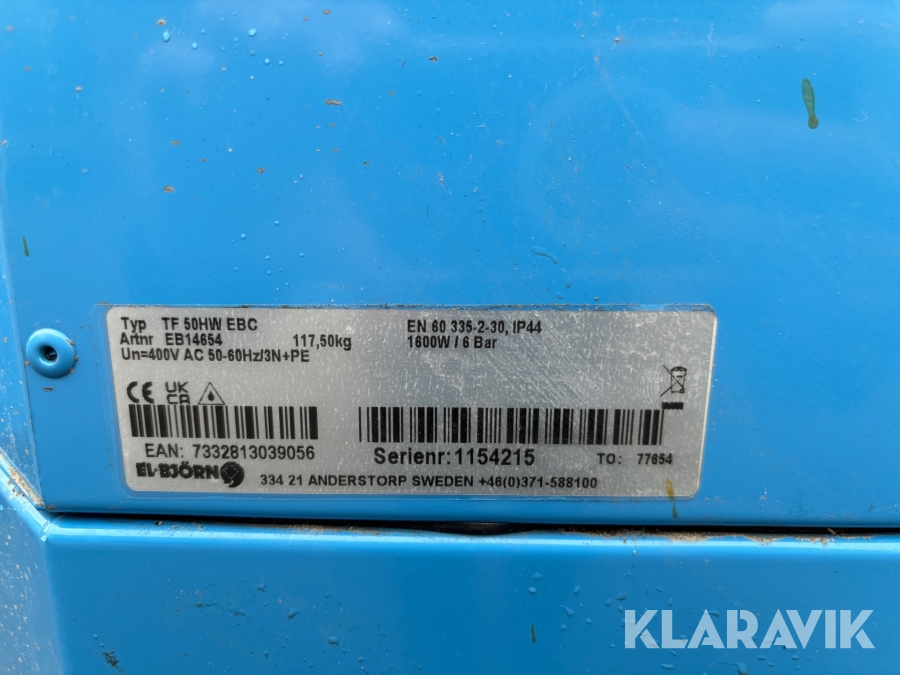 Typ TF 50HW EBC
Artnr EB14654 117,50kg
Un=400V AC 50-60Hz/3N+PE
EN 60 335-2-30, IP44
1600W / 6 Bar
CE UK CA
EAN: 7332813039056
Serienr:1154215 TO: 77654
EL-BJÖRN
334 21 ANDERSTORP SWEDEN +46(0)371-588100
KLARAVIK